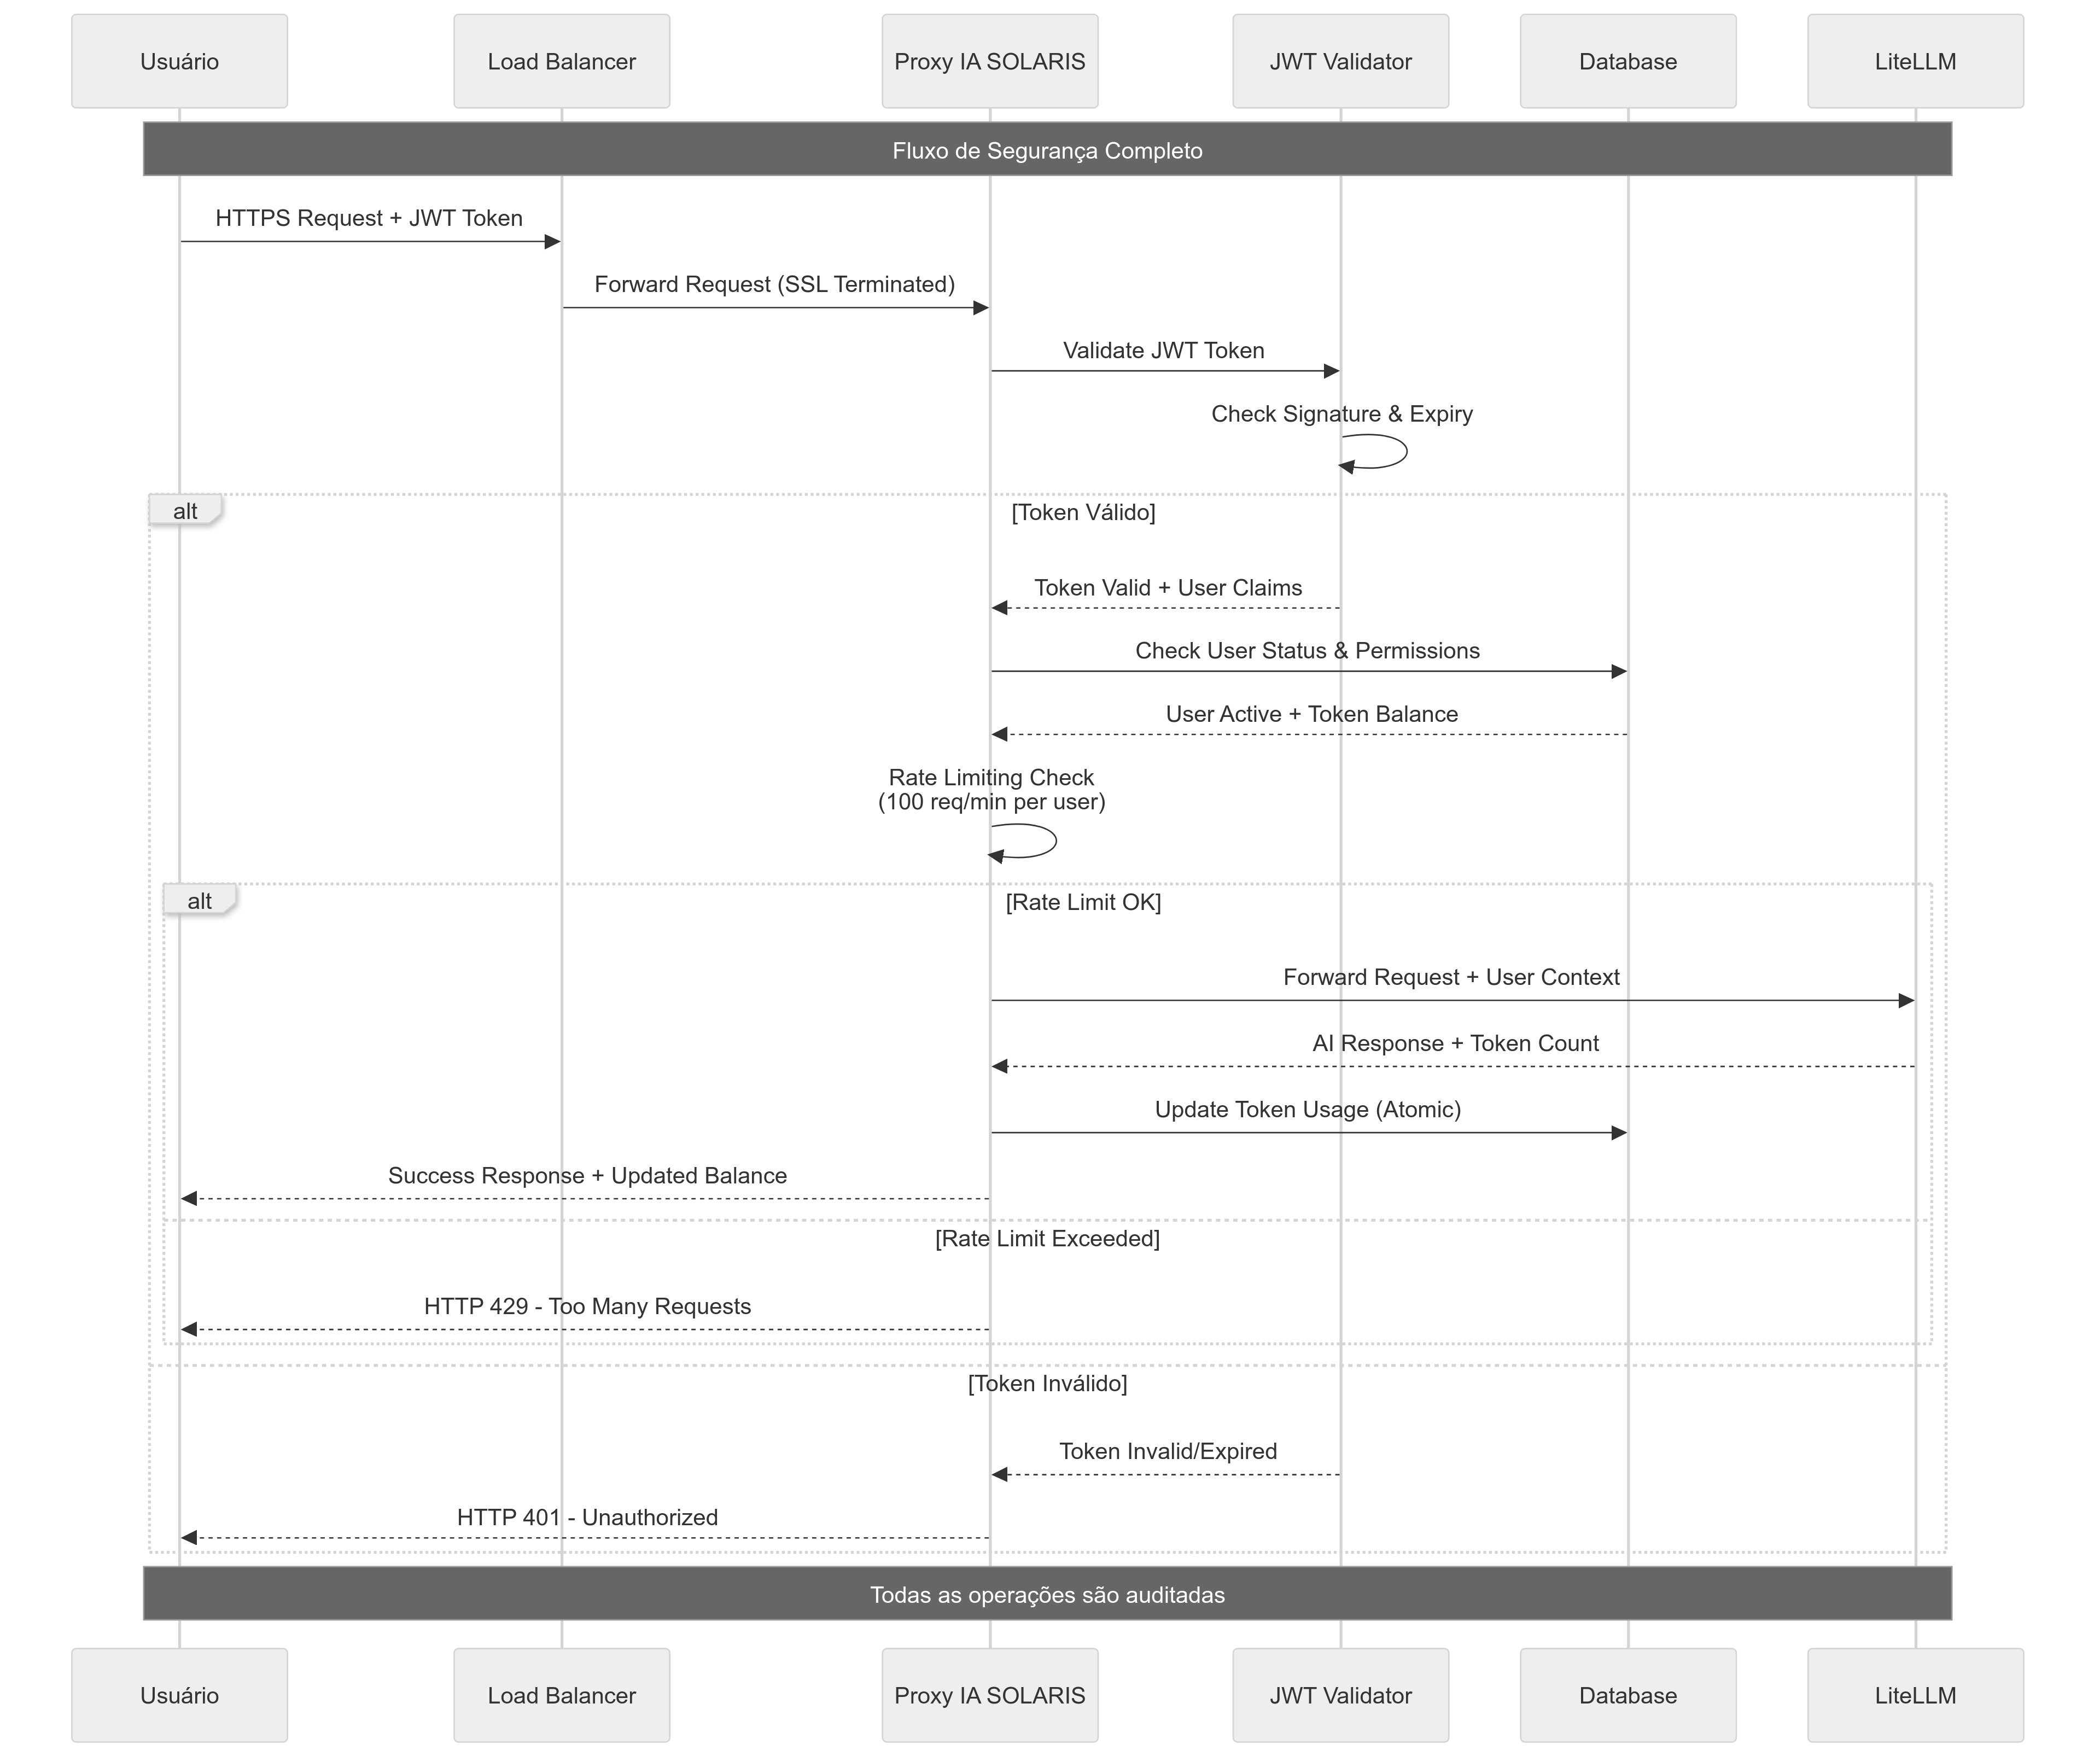 Usuário
Load Balancer
Proxy IA SOLARIS
JWT Validator
Database
LiteLLM
Fluxo de Segurança Completo
HTTPS Request + JWT Token
Forward Request (SSL Terminated)
Validate JWT Token
Check Signature & Expiry
alt
[Token Válido]
Token Valid + User Claims
Check User Status & Permissions
User Active + Token Balance
Rate Limiting Check
(100 req/min per user)
alt
[Rate Limit OK]
Forward Request + User Context
AI Response + Token Count
Update Token Usage (Atomic)
Success Response + Updated Balance
[Rate Limit Exceeded]
HTTP 429 - Too Many Requests
[Token Inválido]
Token Invalid/Expired
HTTP 401 - Unauthorized
Todas as operações são auditadas
Usuário
Load Balancer
Proxy IA SOLARIS
JWT Validator
Database
LiteLLM